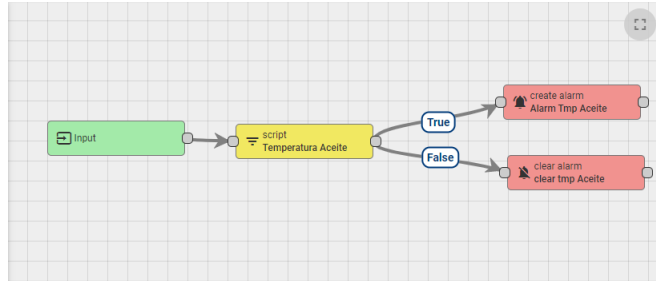 Input
script
Temperatura Aceite
True
False
create alarm
Alarm Tmp Aceite
clear alarm
clear tmp Aceite